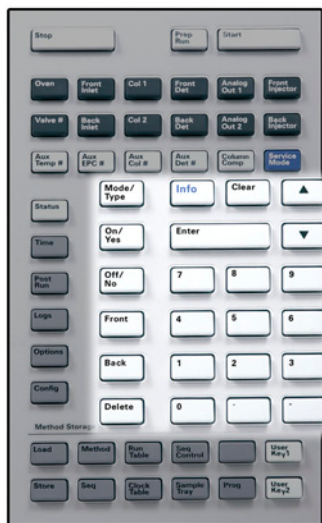 Stop
Prep
Run
Start
Oven
Front
Inlet
Col 1
Front
Det
Analog
Out 1
Front
Injector
Valve #
Back
Inlet
Col 2
Back
Det
Analog
Out 2
Back
Injector
Aux
Temp #
Aux
EPC #
Aux
Col #
Aux
Det #
Column
Comp
Service
Mode
Mode/
Type
Info
Clear
▲
Status
On/
Yes
Enter
▼
Time
Off/
No
7
8
9
Post
Run
Front
4
5
6
Logs
Back
1
2
3
Options
Config
Delete
0
.
-
Method Storage
Load
Method
Run
Table
Seq
Control
User
Key1
Store
Seq
Clock
Table
Sample
Tray
Prog
User
Key2